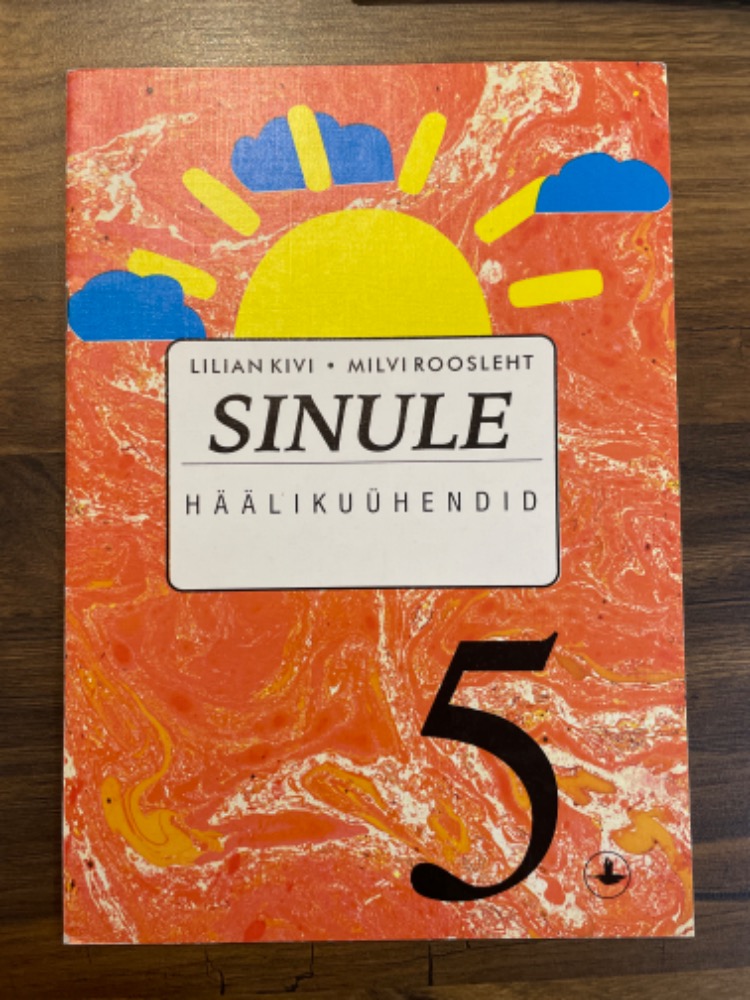 LILIAN KIVI • MILVI ROOSLEHT
SINULE
HÄÄLIKUÜHENDID
5